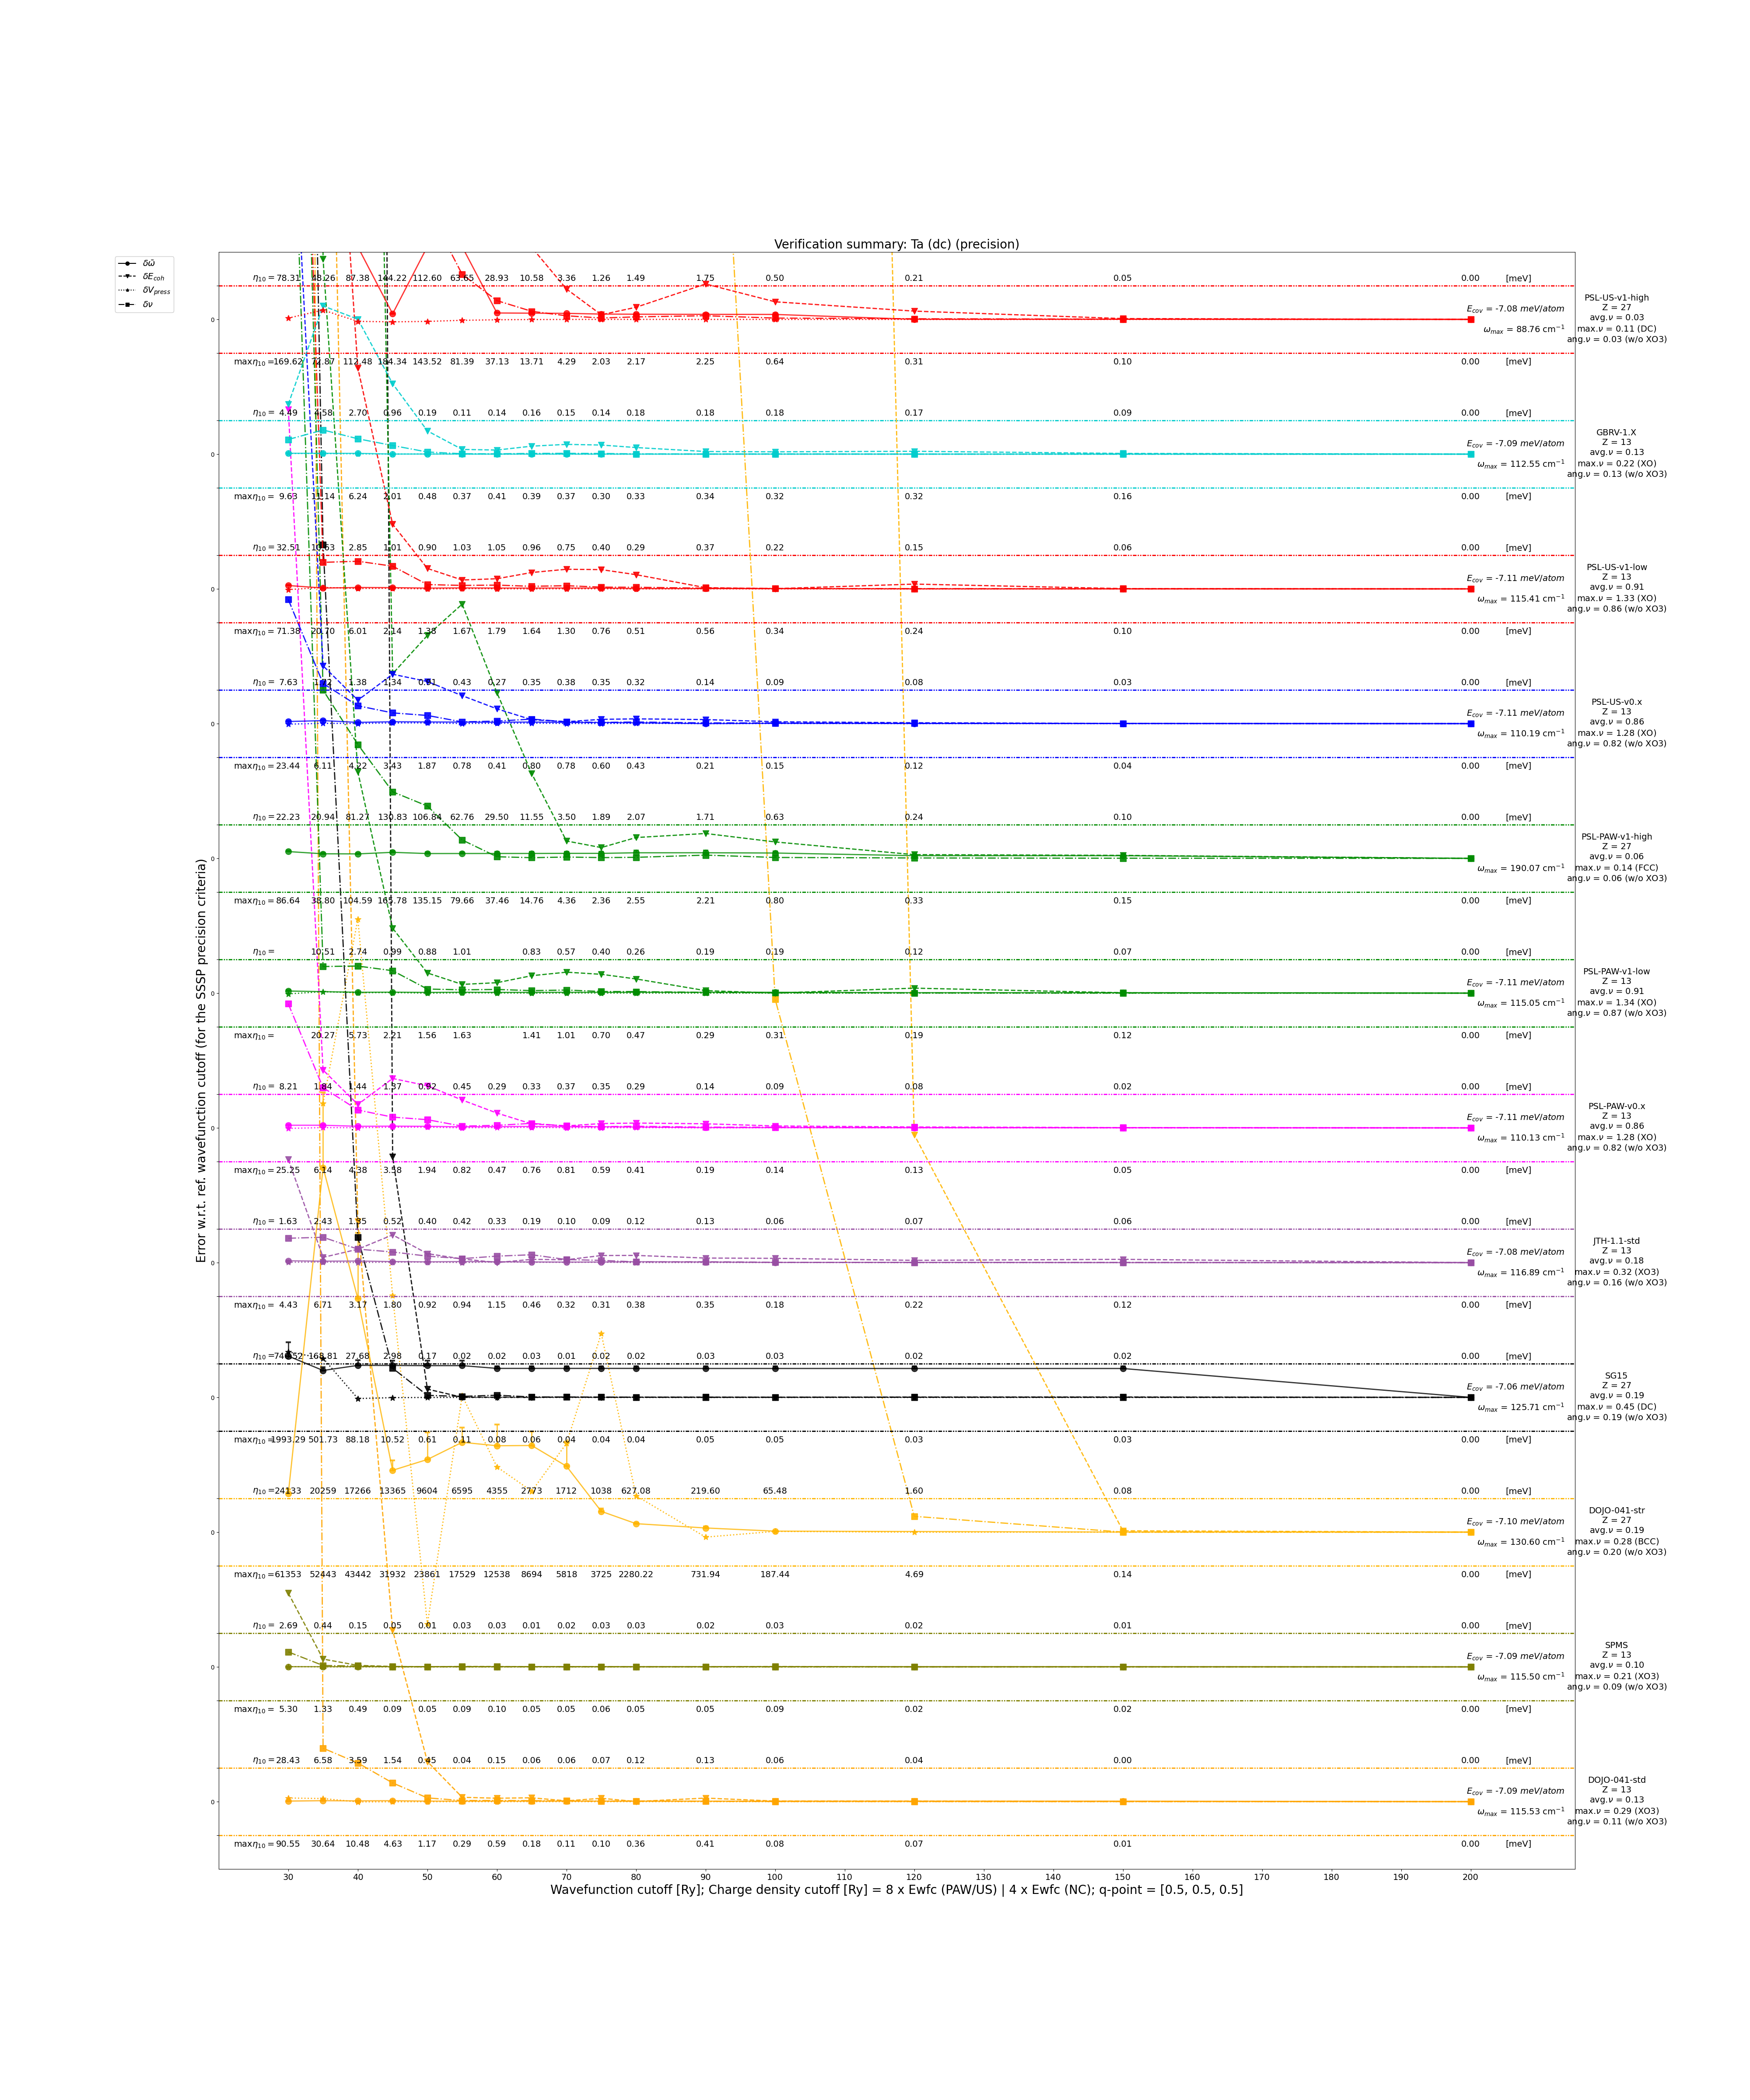 Verification summary: Ta (dc) (precision)
δω̄
δE_coh
δV_press
δν
Error w.r.t. ref. wavefunction cutoff (for the SSSP precision criteria)
η₁₀ = 78.31 87.38 112.60 28.93 10.58 3.36 1.26 1.49 1.75 0.50 0.21 0.05 0.00 [meV]
E_cov = -7.08 meV/atom
ω_max = 88.76 cm⁻¹
PSL-US-v1-high
Z = 27
avg.ν = 0.03
max.ν = 0.11 (DC)
ang.ν = 0.03 (w/o XO3)
maxη₁₀ = 169.62 72.87 112.48 184.34 143.52 81.39 37.13 13.71 4.29 2.03 2.17 2.25 0.64 0.31 0.10 0.00 [meV]
η₁₀ = 4.49 4.58 2.70 0.96 0.19 0.11 0.14 0.16 0.15 0.14 0.18 0.18 0.18 0.17 0.09 0.00 [meV]
E_cov = -7.09 meV/atom
ω_max = 112.55 cm⁻¹
GBRV-1.X
Z = 13
avg.ν = 0.13
max.ν = 0.22 (XO)
ang.ν = 0.13 (w/o XO3)
maxη₁₀ = 9.63 11.14 6.24 2.01 0.48 0.37 0.41 0.39 0.37 0.30 0.33 0.34 0.32 0.32 0.16 0.00 [meV]
η₁₀ = 32.51 10.63 2.85 1.01 0.90 1.03 1.05 0.96 0.75 0.40 0.29 0.37 0.22 0.15 0.06 0.00 [meV]
E_cov = -7.11 meV/atom
ω_max = 115.41 cm⁻¹
PSL-US-v1-low
Z = 13
avg.ν = 0.91
max.ν = 1.33 (XO)
ang.ν = 0.86 (w/o XO3)
maxη₁₀ = 71.38 20.70 6.01 2.14 1.38 1.67 1.79 1.64 1.30 0.76 0.51 0.56 0.34 0.24 0.10 0.00 [meV]
η₁₀ = 7.63 1.38 1.34 0.43 0.27 0.35 0.38 0.35 0.32 0.14 0.09 0.08 0.03 0.00 [meV]
E_cov = -7.11 meV/atom
ω_max = 110.19 cm⁻¹
PSL-US-v0.x
Z = 13
avg.ν = 0.86
max.ν = 1.28 (XO)
ang.ν = 0.82 (w/o XO3)
maxη₁₀ = 23.44 6.11 4.22 3.43 1.87 0.78 0.41 0.80 0.78 0.60 0.43 0.21 0.15 0.12 0.04 0.00 [meV]
η₁₀ = 22.23 20.94 81.27 130.83 106.84 62.76 29.50 11.55 3.50 1.89 2.07 1.71 0.63 0.24 0.10 0.00 [meV]
ω_max = 190.07 cm⁻¹
PSL-PAW-v1-high
Z = 27
avg.ν = 0.06
max.ν = 0.14 (FCC)
ang.ν = 0.06 (w/o XO3)
maxη₁₀ = 86.64 38.80 104.59 165.78 135.15 79.66 37.46 14.76 4.36 2.36 2.55 2.21 0.80 0.33 0.15 0.00 [meV]
η₁₀ = 10.51 2.74 0.99 0.88 1.01 0.83 0.57 0.40 0.26 0.19 0.19 0.12 0.07 0.00 [meV]
E_cov = -7.11 meV/atom
ω_max = 115.05 cm⁻¹
PSL-PAW-v1-low
Z = 13
avg.ν = 0.91
max.ν = 1.34 (XO)
ang.ν = 0.87 (w/o XO3)
maxη₁₀ = 20.27 5.73 2.21 1.56 1.63 1.41 1.01 0.70 0.47 0.29 0.31 0.19 0.12 0.00 [meV]
η₁₀ = 8.21 1.84 1.44 1.37 0.45 0.29 0.33 0.37 0.35 0.29 0.14 0.09 0.08 0.02 0.00 [meV]
E_cov = -7.11 meV/atom
ω_max = 110.13 cm⁻¹
PSL-PAW-v0.x
Z = 13
avg.ν = 0.86
max.ν = 1.28 (XO)
ang.ν = 0.82 (w/o XO3)
maxη₁₀ = 25.25 6.14 4.38 3.58 1.94 0.82 0.47 0.76 0.81 0.59 0.41 0.19 0.14 0.13 0.05 0.00 [meV]
η₁₀ = 1.63 2.43 1.35 0.52 0.40 0.42 0.33 0.19 0.10 0.09 0.12 0.13 0.06 0.07 0.06 0.00 [meV]
E_cov = -7.08 meV/atom
ω_max = 116.89 cm⁻¹
JTH-1.1-std
Z = 13
avg.ν = 0.18
max.ν = 0.32 (XO3)
ang.ν = 0.16 (w/o XO3)
maxη₁₀ = 4.43 6.71 3.17 1.80 0.92 0.94 1.15 0.46 0.32 0.31 0.38 0.35 0.18 0.22 0.12 0.00 [meV]
η₁₀ = 168.81 27.68 2.98 0.17 0.02 0.02 0.03 0.01 0.02 0.02 0.03 0.03 0.02 0.02 0.00 [meV]
E_cov = -7.06 meV/atom
ω_max = 125.71 cm⁻¹
SG15
Z = 27
avg.ν = 0.19
max.ν = 0.45 (DC)
ang.ν = 0.19 (w/o XO3)
maxη₁₀ = 1993.29 501.73 88.18 10.52 0.61 0.11 0.08 0.06 0.04 0.04 0.04 0.05 0.05 0.03 0.03 0.00 [meV]
η₁₀ = 24133 20259 17266 13365 9604 6595 4355 2773 1712 1038 627.08 219.60 65.48 1.60 0.08 0.00 [meV]
E_cov = -7.10 meV/atom
ω_max = 130.60 cm⁻¹
DOJO-041-str
Z = 27
avg.ν = 0.19
max.ν = 0.28 (BCC)
ang.ν = 0.20 (w/o XO3)
maxη₁₀ = 61353 52443 43442 31932 23861 17529 12538 8694 5818 3725 2280.22 731.94 187.44 4.69 0.14 0.00 [meV]
η₁₀ = 2.69 0.44 0.15 0.05 0.01 0.03 0.03 0.01 0.02 0.03 0.03 0.02 0.03 0.02 0.01 0.00 [meV]
E_cov = -7.09 meV/atom
ω_max = 115.50 cm⁻¹
SPMS
Z = 13
avg.ν = 0.10
max.ν = 0.21 (XO3)
ang.ν = 0.09 (w/o XO3)
maxη₁₀ = 5.30 1.33 0.49 0.09 0.05 0.09 0.10 0.05 0.05 0.06 0.05 0.05 0.09 0.02 0.02 0.00 [meV]
η₁₀ = 28.43 6.58 3.59 1.54 0.45 0.04 0.15 0.06 0.06 0.07 0.12 0.13 0.06 0.04 0.00 0.00 [meV]
E_cov = -7.09 meV/atom
ω_max = 115.53 cm⁻¹
DOJO-041-std
Z = 13
avg.ν = 0.13
max.ν = 0.29 (XO3)
ang.ν = 0.11 (w/o XO3)
maxη₁₀ = 90.55 30.64 10.48 4.63 1.17 0.29 0.59 0.18 0.11 0.10 0.36 0.41 0.08 0.07 0.01 0.00 [meV]
0
0
0
0
0
0
0
0
0
0
0
0
30 40 50 60 70 80 90 100 110 120 130 140 150 160 170 180 190 200
Wavefunction cutoff [Ry]; Charge density cutoff [Ry] = 8 x Ewfc (PAW/US) | 4 x Ewfc (NC); q-point = [0.5, 0.5, 0.5]